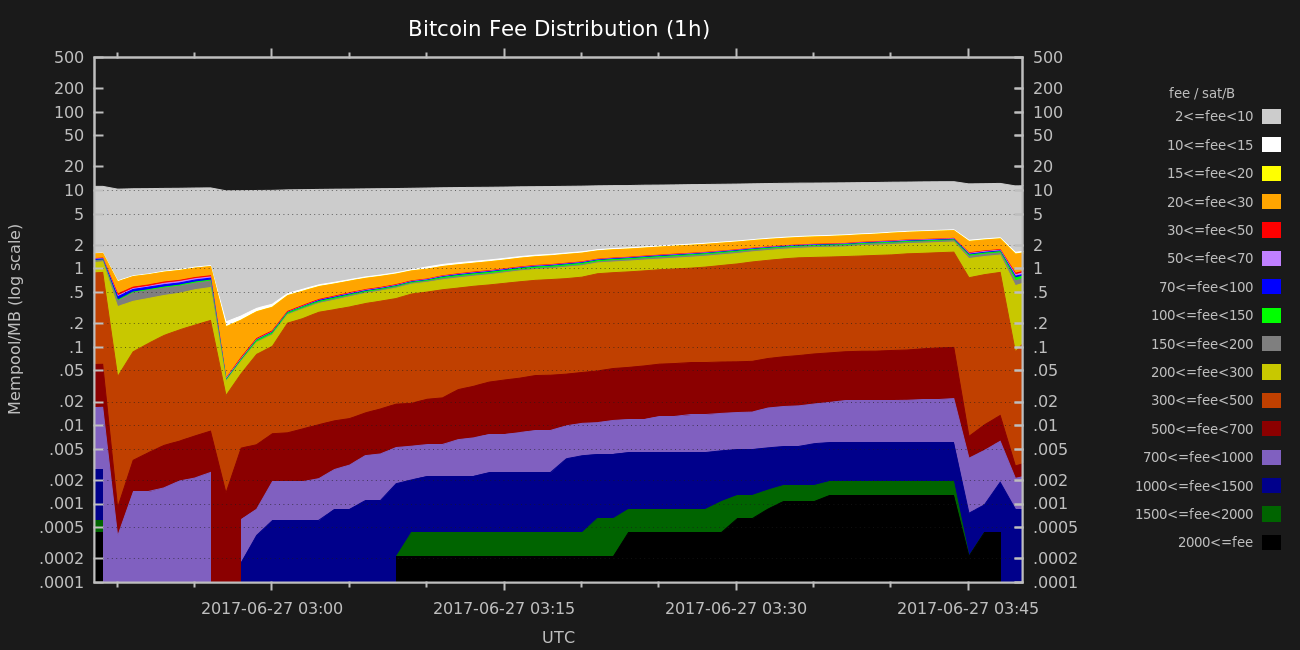 Bitcoin Fee Distribution (1h)
500
200
100
50
20
10
5
2
1
.5
.2
.1
.05
.02
.01
.005
.002
.001
.0005
.0002
.0001
Mempool/MB (log scale)
500
200
100
50
20
10
5
2
1
.5
.2
.1
.05
.02
.01
.005
.002
.001
.0005
.0002
.0001
2017-06-27 03:00
2017-06-27 03:15
2017-06-27 03:30
2017-06-27 03:45
UTC
fee / sat/B
2<=fee<10
10<=fee<15
15<=fee<20
20<=fee<30
30<=fee<50
50<=fee<70
70<=fee<100
100<=fee<150
150<=fee<200
200<=fee<300
300<=fee<500
500<=fee<700
700<=fee<1000
1000<=fee<1500
1500<=fee<2000
2000<=fee